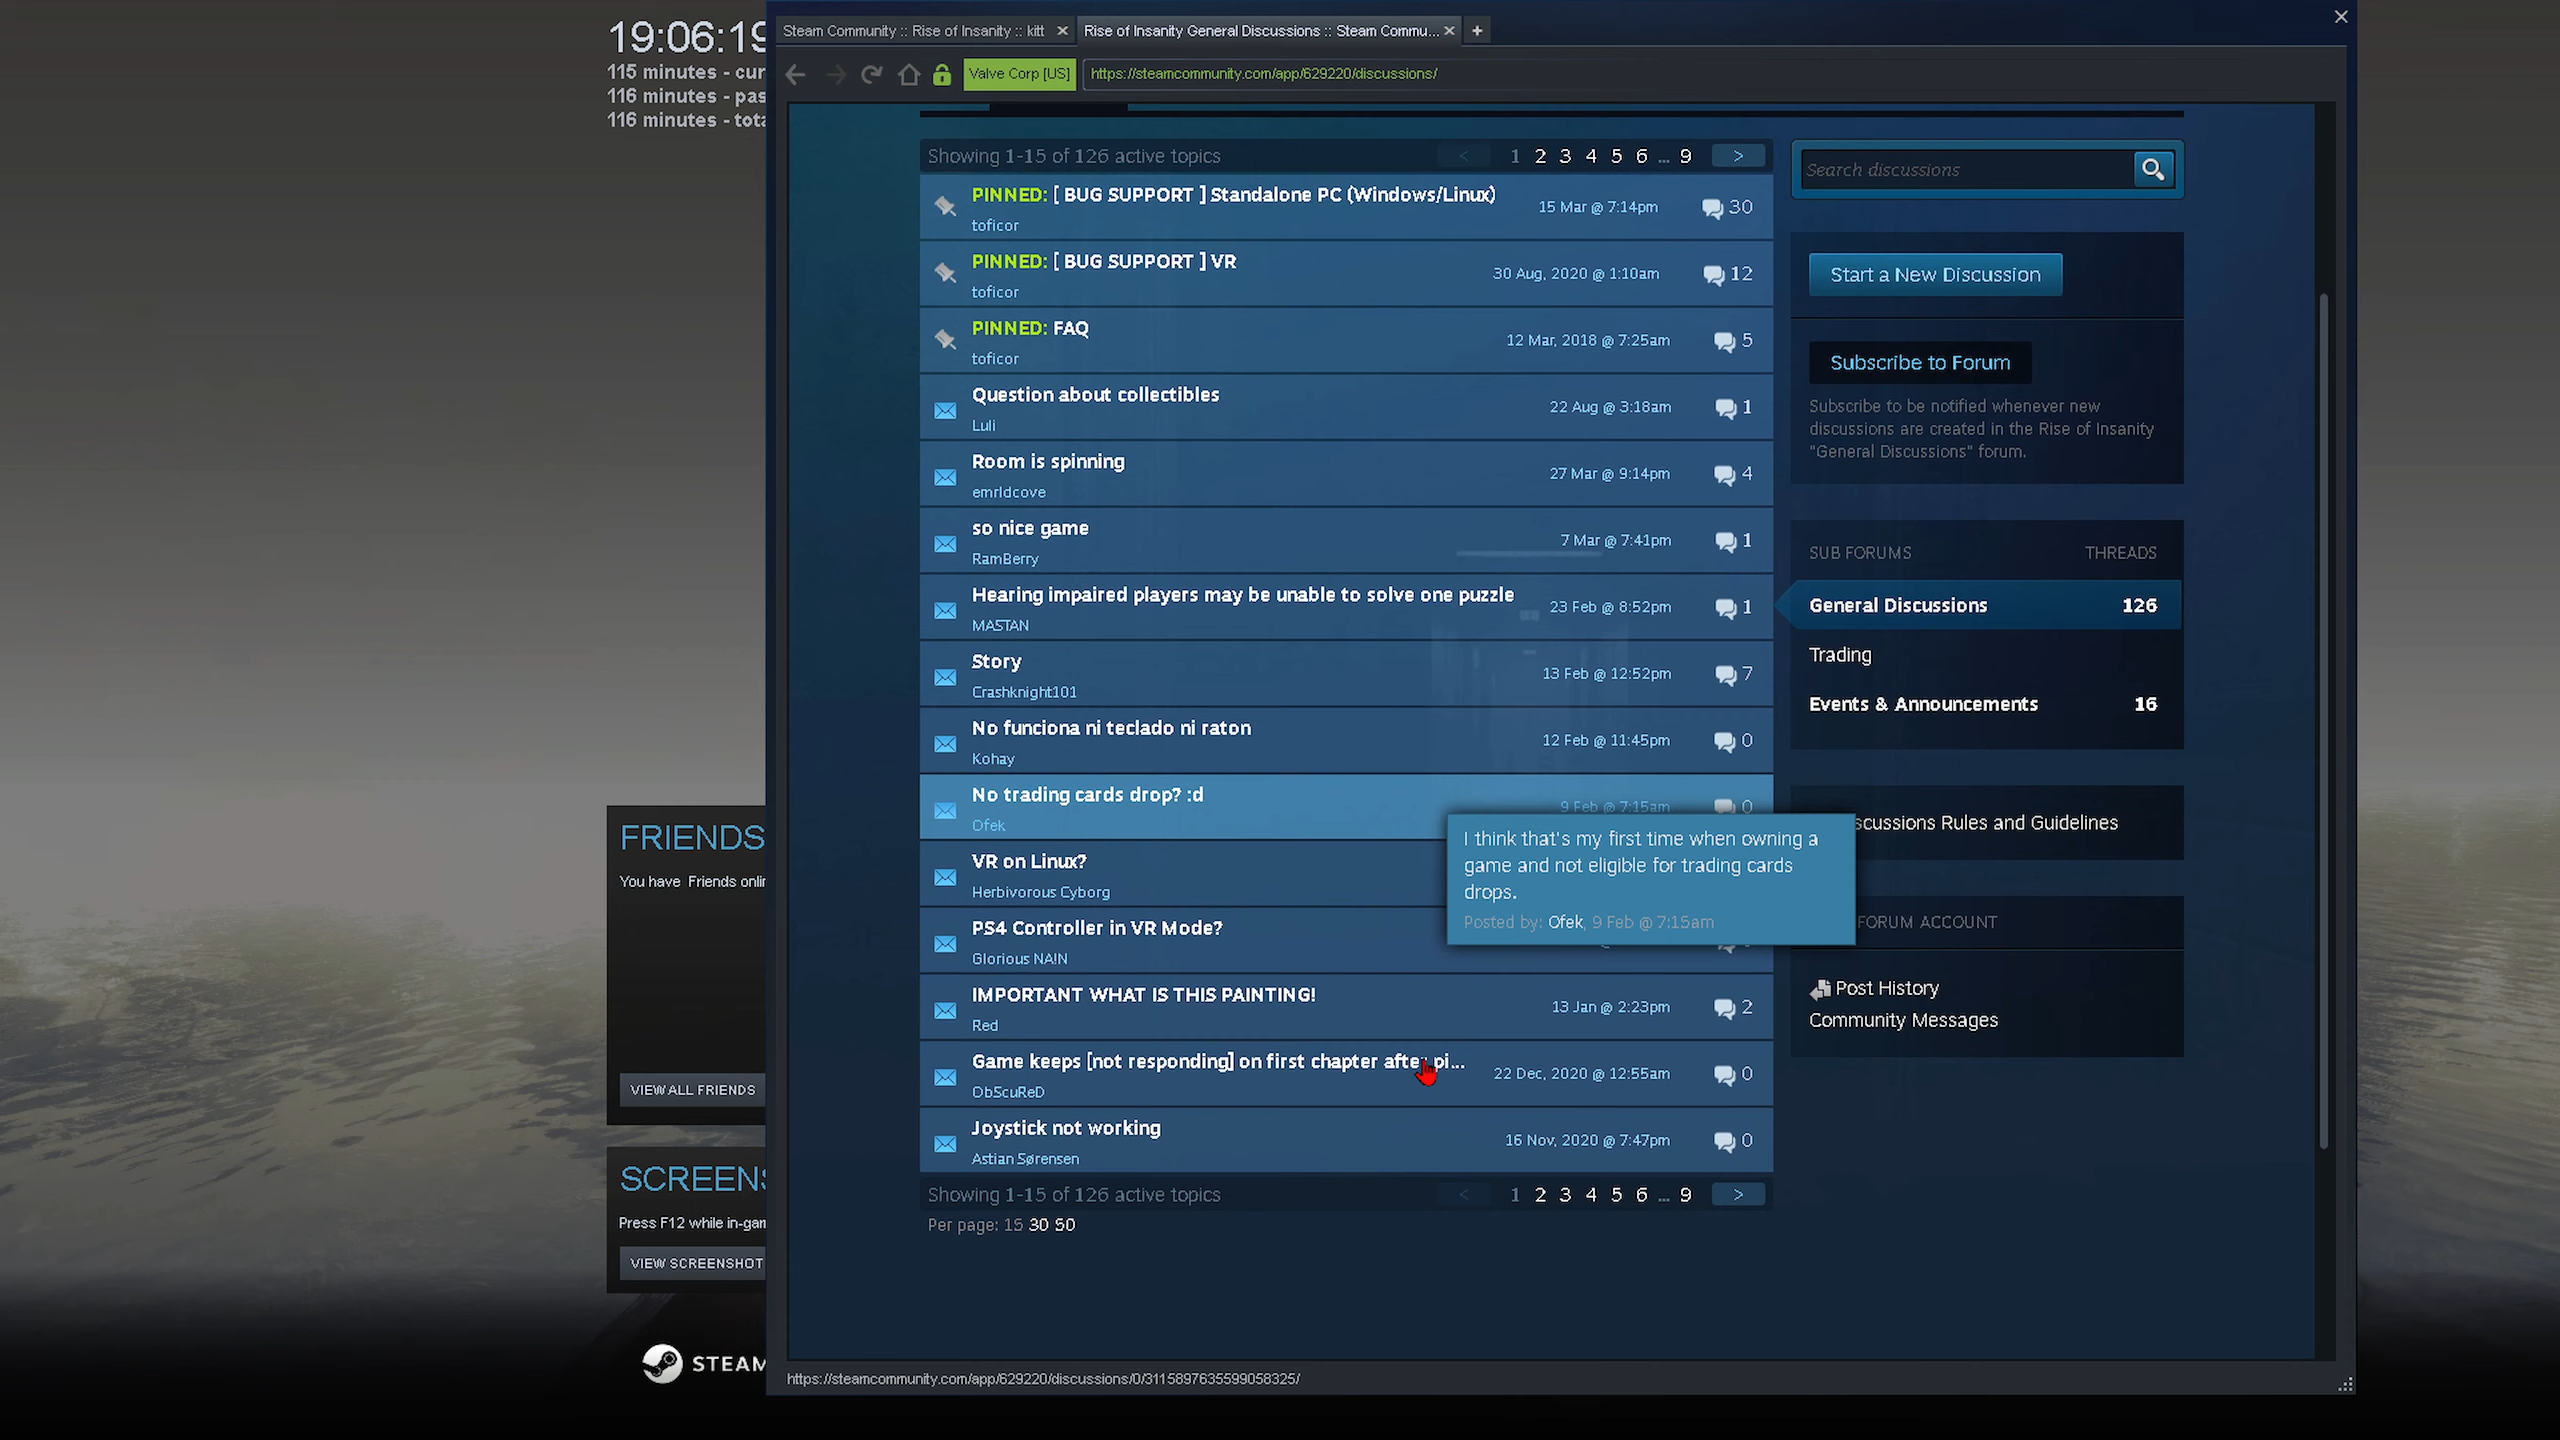 19:06:19
115 minutes - cur
116 minutes - pas
116 minutes - tota
Steam Community :: Rise of Insanity :: kitt
Rise of Insanity General Discussions :: Steam Commu...
Valve Corp [US]
https://steamcommunity.com/app/629220/discussions/
Showing 1-15 of 126 active topics
< 1 2 3 4 5 6 ... 9 >
PINNED: [ BUG SUPPORT ] Standalone PC (Windows/Linux)
toficor
15 Mar @ 7:14pm
30
PINNED: [ BUG SUPPORT ] VR
toficor
30 Aug, 2020 @ 1:10am
12
PINNED: FAQ
toficor
12 Mar, 2018 @ 7:25am
5
Question about collectibles
Luli
22 Aug @ 3:18am
1
Room is spinning
emrldcove
27 Mar @ 9:14pm
4
so nice game
RamBerry
7 Mar @ 7:41pm
1
Hearing impaired players may be unable to solve one puzzle
MASTAN
23 Feb @ 8:52pm
1
Story
Crashknight101
13 Feb @ 12:52pm
7
No funciona ni teclado ni raton
Kohay
12 Feb @ 11:45pm
0
No trading cards drop? :d
Ofek
9 Feb @ 7:15am
0
VR on Linux?
Herbivorous Cyborg
PS4 Controller in VR Mode?
Glorious NA!N
IMPORTANT WHAT IS THIS PAINTING!
Red
13 Jan @ 2:23pm
2
Game keeps [not responding] on first chapter after pi...
ObScuReD
22 Dec, 2020 @ 12:55am
0
Joystick not working
Astian Sørensen
16 Nov, 2020 @ 7:47pm
0
Showing 1-15 of 126 active topics
< 1 2 3 4 5 6 ... 9 >
Per page: 15 30 50
I think that's my first time when owning a
game and not eligible for trading cards
drops.
Posted by: Ofek, 9 Feb @ 7:15am
Search discussions
Start a New Discussion
Subscribe to Forum
Subscribe to be notified whenever new
discussions are created in the Rise of Insanity
"General Discussions" forum.
SUB FORUMS THREADS
General Discussions 126
Trading
Events & Announcements 16
scussions Rules and Guidelines
FORUM ACCOUNT
Post History
Community Messages
FRIENDS
You have Friends onlin
VIEW ALL FRIENDS
SCREENS
Press F12 while in-gam
VIEW SCREENSHOT
STEAM
https://steamcommunity.com/app/629220/discussions/0/3115897635599058325/